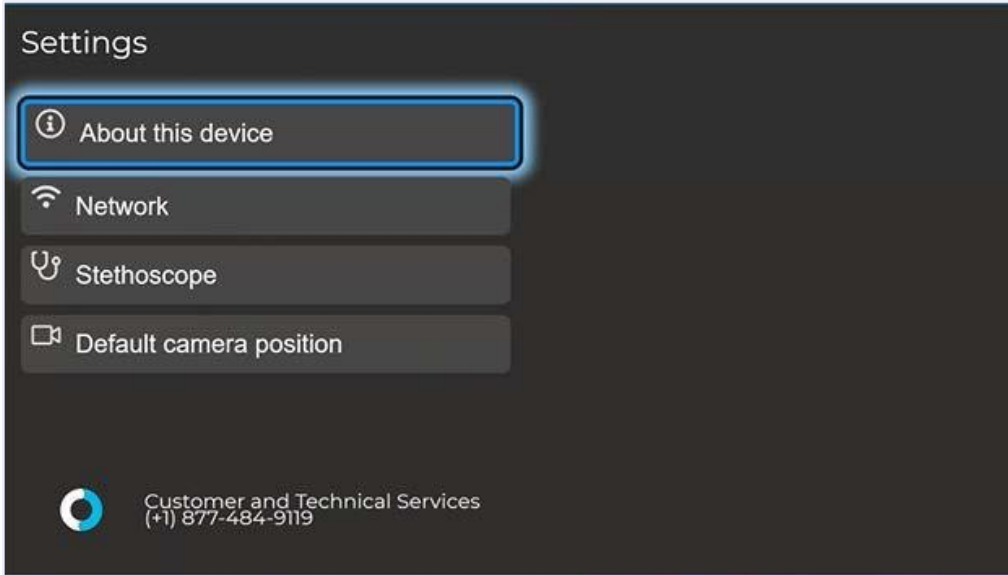 Settings
About this device
Network
Stethoscope
Default camera position
Customer and Technical Services
(+1) 877-484-9119